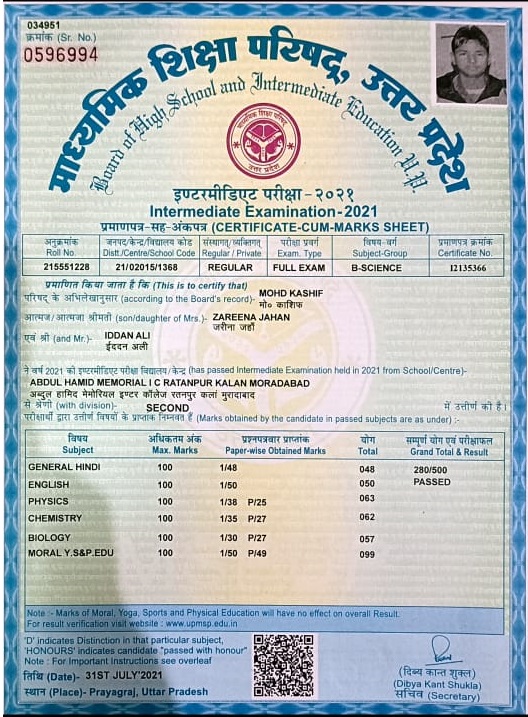 034951
क्रमांक (Sr. No.)
0596994
माध्यमिक शिक्षा परिषद्, उत्तर प्रदेश
Board of High School and Intermediate Education U.P.
माध्यमिक शिक्षा परिषद्
उत्तर प्रदेश
इण्टरमीडिएट परीक्षा-२०२१
Intermediate Examination-2021
प्रमाणपत्र-सह-अंकपत्र (CERTIFICATE-CUM-MARKS SHEET)
अनुक्रमांक जनपद/केन्द्र/विद्यालय कोड संस्थागत/व्यक्तिगत परीक्षा प्रवर्ग विषय-वर्ग प्रमाणपत्र क्रमांक
Roll No. Distt./Centre/School Code Regular / Private Exam. Type Subject-Group Certificate No.
215551228 21/02015/1368 REGULAR FULL EXAM B-SCIENCE 12135366
प्रमाणित किया जाता है कि (This is to certify that)
परिषद् के अभिलेखानुसार (according to the Board's record)- MOHD KASHIF
मो० काशिफ
आत्मज/आत्मजा श्रीमती (son/daughter of Mrs.)- ZAREENA JAHAN
जरीना जहाँ
एवं श्री (and Mr.)- IDDAN ALI
ईददन अली
ने वर्ष 2021 की इण्टरमीडिएट परीक्षा विद्यालय/केन्द्र (has passed Intermediate Examination held in 2021 from School/Centre)-
ABDUL HAMID MEMORIAL I C RATANPUR KALAN MORADABAD
अब्दुल हामिद मेमोरियल इण्टर कॉलेज रतनपुर कलां मुरादाबाद
से श्रेणी (with division)- SECOND में उत्तीर्ण की है।
परीक्षार्थी द्वारा उत्तीर्ण विषयों के प्राप्तांक निम्नवत् हैं (Marks obtained by the candidate in passed subjects are as under) :-
विषय अधिकतम अंक प्रश्नपत्रवार प्राप्तांक योग सम्पूर्ण योग एवं परीक्षाफल
Subject Max. Marks Paper-wise Obtained Marks Total Grand Total & Result
GENERAL HINDI 100 1/48 048 280/500
ENGLISH 100 1/50 050 PASSED
PHYSICS 100 1/38 P/25 063
CHEMISTRY 100 1/35 P/27 062
BIOLOGY 100 1/30 P/27 057
MORAL Y.S&P.EDU 100 1/50 P/49 099
Note :- Marks of Moral, Yoga, Sports and Physical Education will have no effect on overall Result.
For result verification visit website : www.upmsp.edu.in
'D' indicates Distinction in that particular subject,
'HONOURS' indicates candidate "passed with honour"
Note : For Important Instructions see overleaf
तिथि (Date) - 31ST JULY'2021
स्थान (Place)- Prayagraj, Uttar Pradesh
(दिब्य कान्त शुक्ल)
(Dibya Kant Shukla)
सचिव (Secretary)